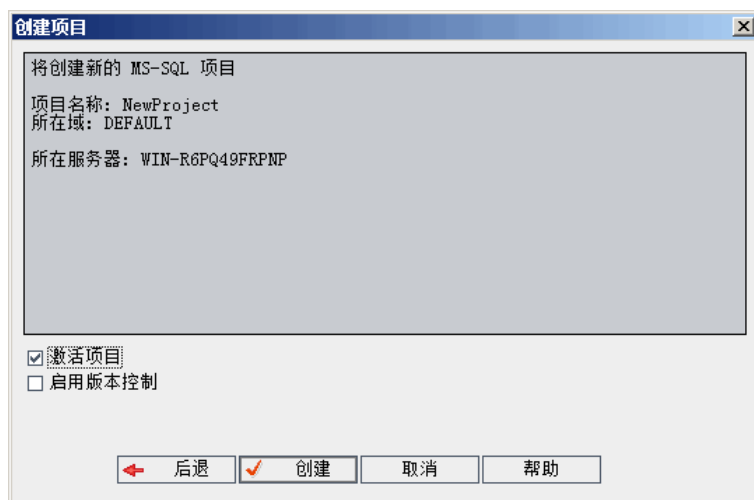 创建项目
将创建新的 MS-SQL 项目
项目名称: NewProject
所在域: DEFAULT
所在服务器: WIN-R6PQ49FRPNP
激活项目
启用版本控制
后退 创建 取消 帮助